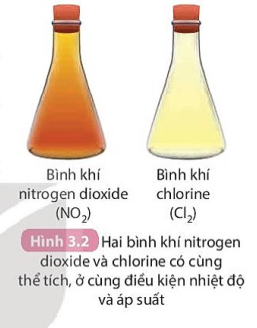 Bình khí
nitrogen dioxide
(NO₂)
Bình khí
chlorine
(Cl₂)
Hình 3.2 Hai bình khí nitrogen
dioxide và chlorine có cùng
thể tích, ở cùng điều kiện nhiệt độ
và áp suất